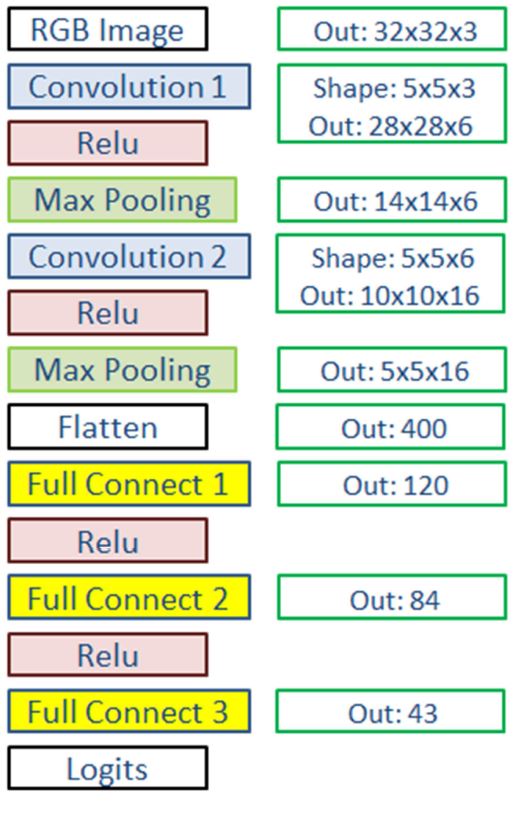 RGB Image
Out: 32x32x3
Convolution 1
Shape: 5x5x3
Out: 28x28x6
Relu
Max Pooling
Out: 14x14x6
Convolution 2
Shape: 5x5x6
Out: 10x10x16
Relu
Max Pooling
Out: 5x5x16
Flatten
Out: 400
Full Connect 1
Out: 120
Relu
Full Connect 2
Out: 84
Relu
Full Connect 3
Out: 43
Logits